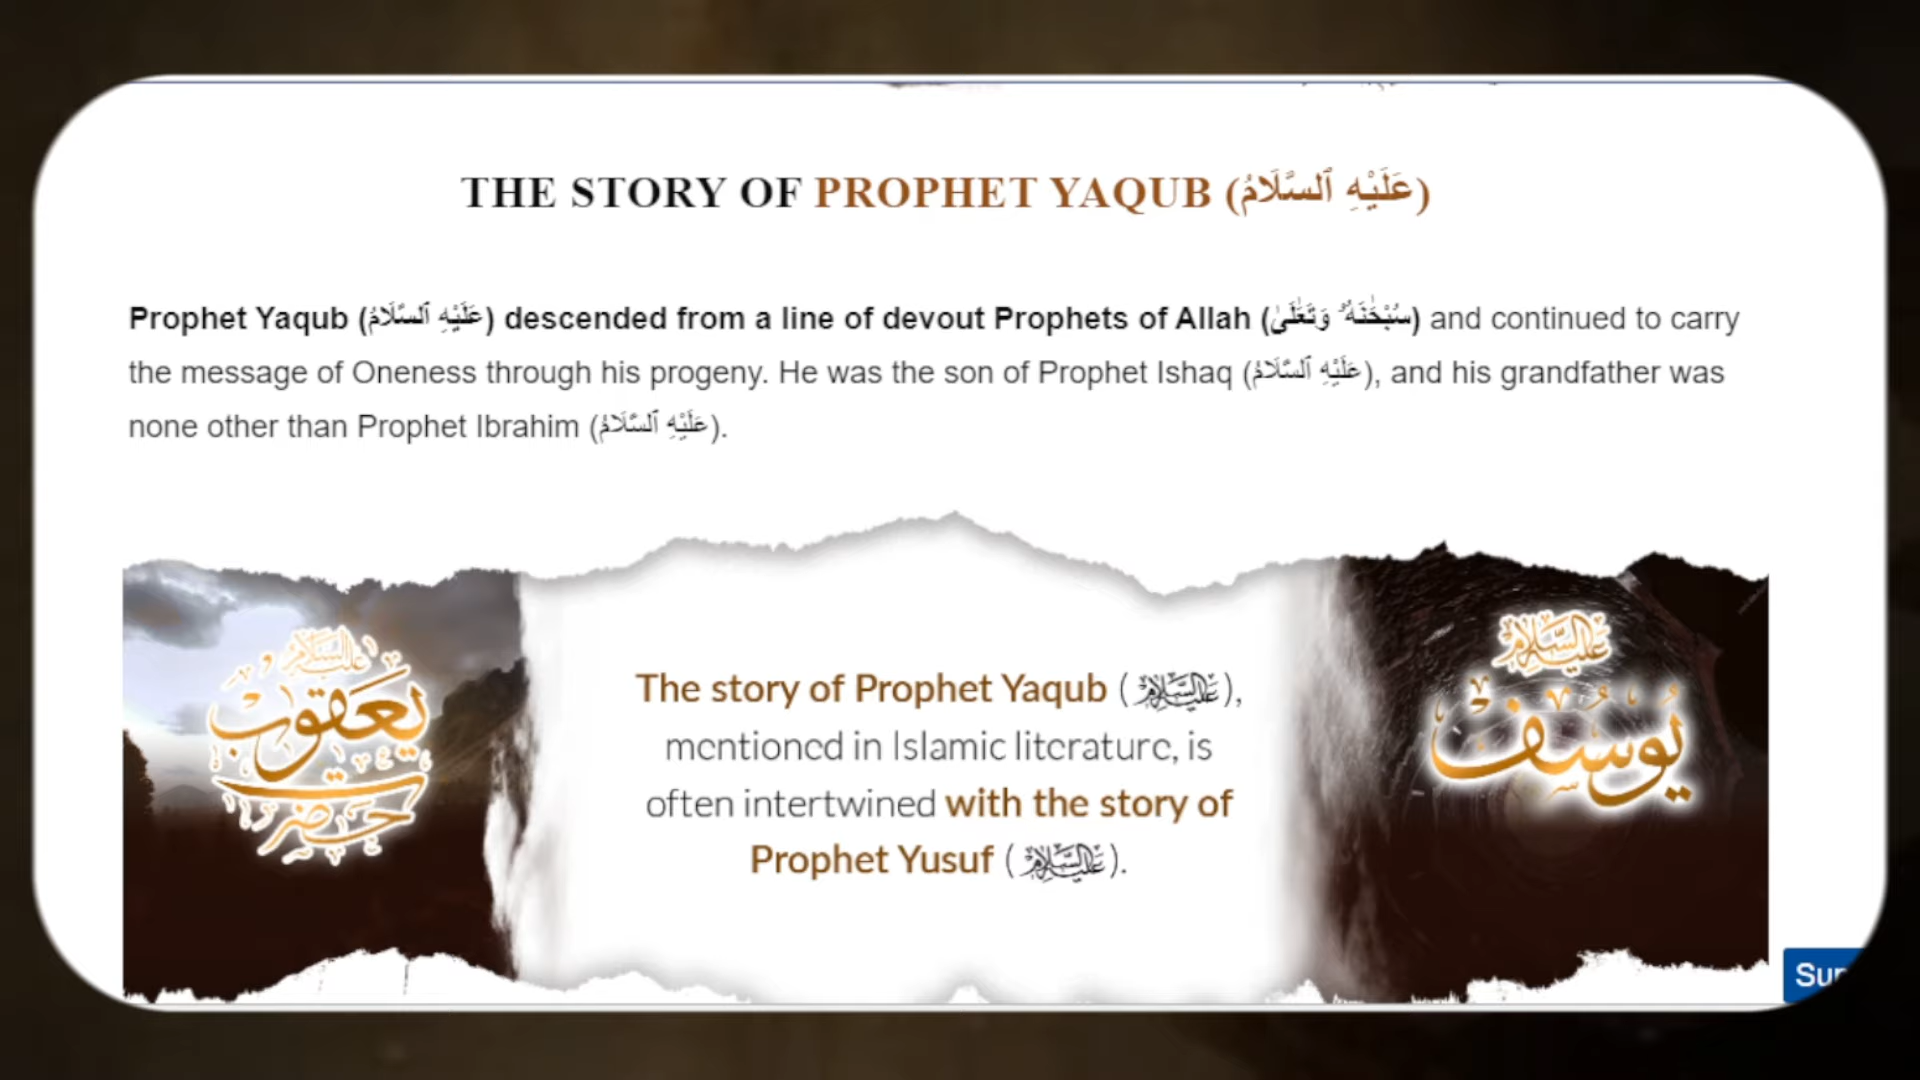 THE STORY OF PROPHET YAQUB (عَلَيْهِ ٱلسَّلَامُ)
Prophet Yaqub (عَلَيْهِ ٱلسَّلَامُ) descended from a line of devout Prophets of Allah (سُبْحَٰنَهُۥ وَتَعَٰلَىٰ) and continued to carry
the message of Oneness through his progeny. He was the son of Prophet Ishaq (عَلَيْهِ ٱلسَّلَامُ), and his grandfather was
none other than Prophet Ibrahim (عَلَيْهِ ٱلسَّلَامُ).
عليه السلام
يعقوب
حضرت
The story of Prophet Yaqub (عليه السلام),
mentioned in Islamic literature, is
often intertwined with the story of
Prophet Yusuf (عليه السلام).
عليه السلام
يوسف